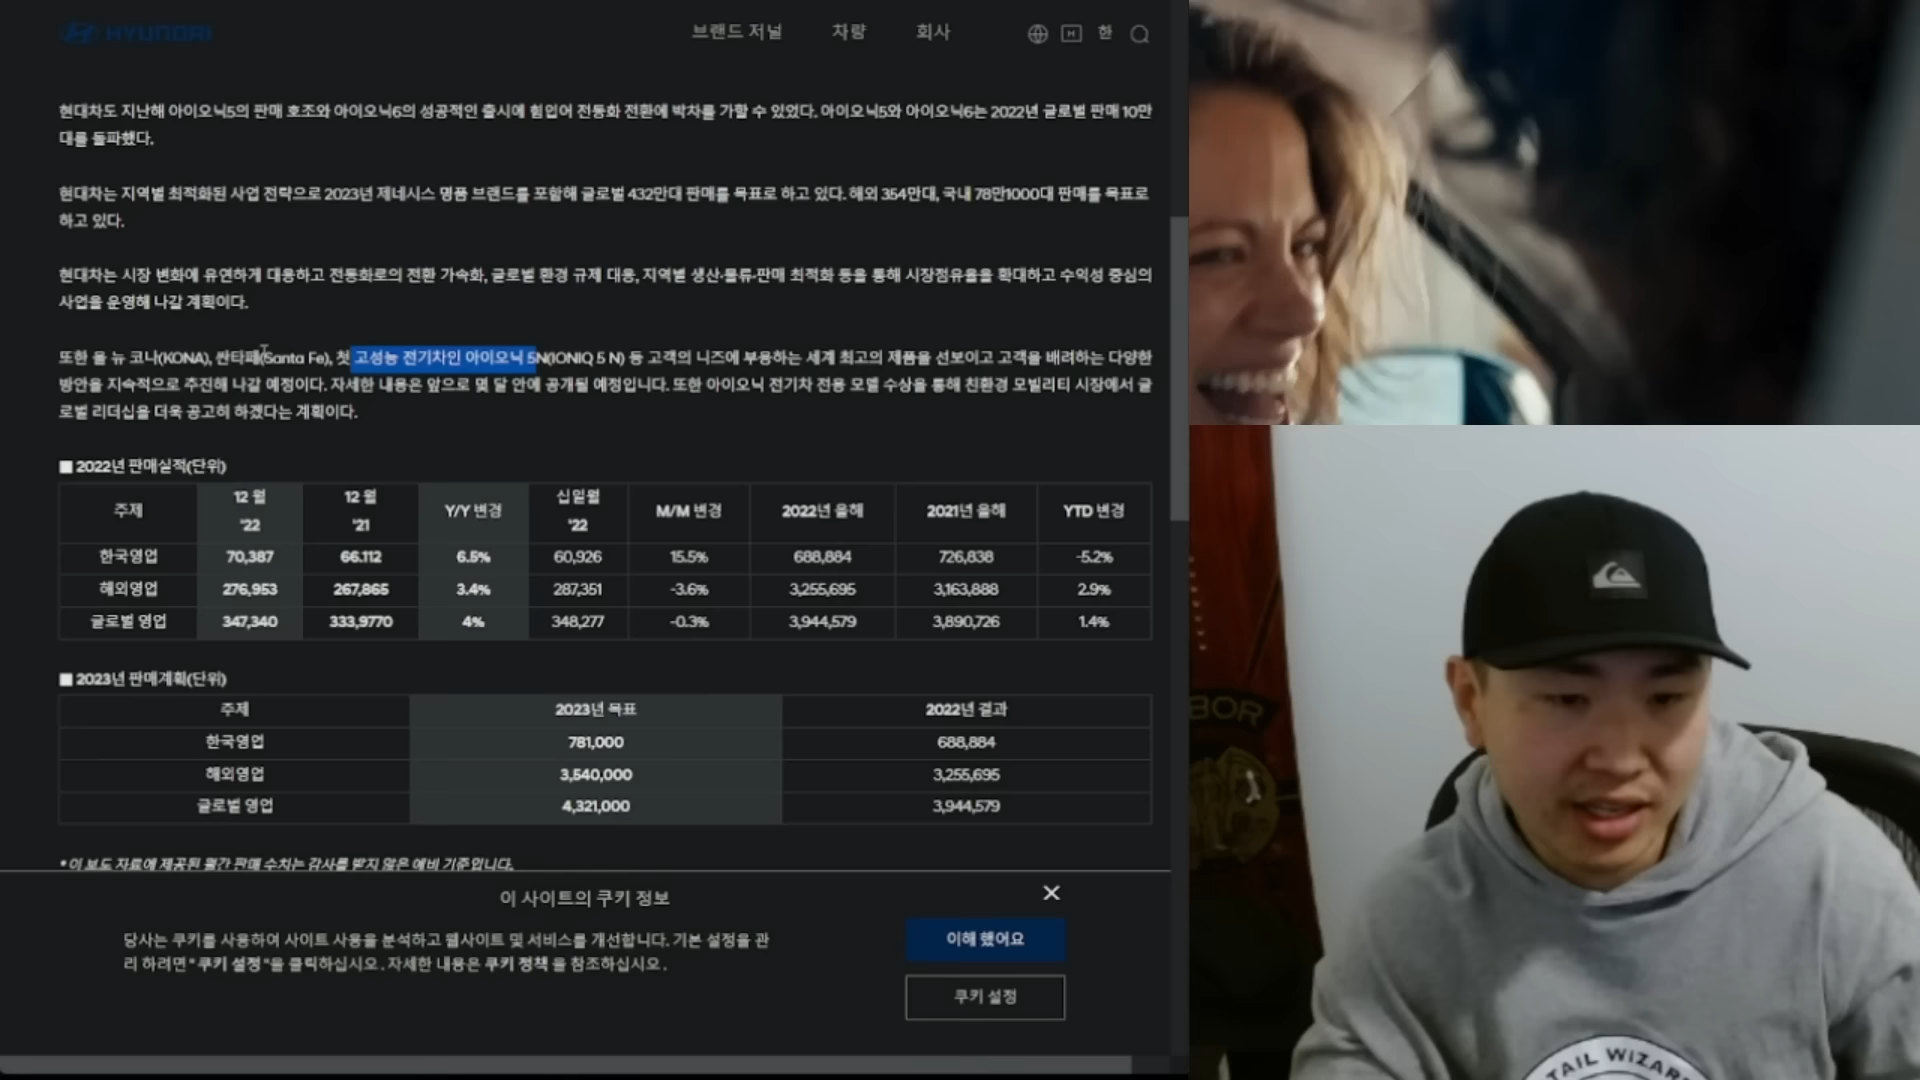 HYUNDAI
브랜드 저널 차량 회사 한
현대차도 지난해 아이오닉5의 판매 호조와 아이오닉6의 성공적인 출시에 힘입어 전동화 전환에 박차를 가할 수 있었다. 아이오닉5와 아이오닉6는 2022년 글로벌 판매 10만
대를 돌파했다.
현대차는 지역별 최적화된 사업 전략으로 2023년 제네시스 명품 브랜드를 포함해 글로벌 432만대 판매를 목표로 하고 있다. 해외 354만대, 국내 78만1000대 판매를 목표로
하고 있다.
현대차는 시장 변화에 유연하게 대응하고 전동화로의 전환 가속화, 글로벌 환경 규제 대응, 지역별 생산·물류·판매 최적화 등을 통해 시장점유율을 확대하고 수익성 중심의
사업을 운영해 나갈 계획이다.
또한 올 뉴 코나(KONA), 싼타페(Santa Fe), 첫 고성능 전기차인 아이오닉 5N(IONIQ 5 N) 등 고객의 니즈에 부응하는 세계 최고의 제품을 선보이고 고객을 배려하는 다양한
방안을 지속적으로 추진해 나갈 예정이다. 자세한 내용은 앞으로 몇 달 안에 공개될 예정입니다. 또한 아이오닉 전기차 전용 모델 수상을 통해 친환경 모빌리티 시장에서 글
로벌 리더십을 더욱 공고히 하겠다는 계획이다.
■ 2022년 판매실적(단위)
주제 12 월 '22 12 월 '21 Y/Y 변경 십일월 '22 M/M 변경 2022년 올해 2021년 올해 YTD 변경
한국영업 70,387 66.112 6.5% 60,926 15.5% 688,884 726,838 -5.2%
해외영업 276,953 267,865 3.4% 287,351 -3.6% 3,255,695 3,163,888 2.9%
글로벌 영업 347,340 333,9770 4% 348,277 -0.3% 3,944,579 3,890,726 1.4%
■ 2023년 판매계획(단위)
주제 2023년 목표 2022년 결과
한국영업 781,000 688,884
해외영업 3,540,000 3,255,695
글로벌 영업 4,321,000 3,944,579
* 이 보도 자료에 제공된 월간 판매 수치는 감사를 받지 않은 예비 기준입니다.
이 사이트의 쿠키 정보
당사는 쿠키를 사용하여 사이트 사용을 분석하고 웹사이트 및 서비스를 개선합니다. 기본 설정을 관
리 하려면 "쿠키 설정"을 클릭하십시오. 자세한 내용은 쿠키 정책 을 참조하십시오.
이해 했어요
쿠키 설정
BOR
TAIL WIZAR